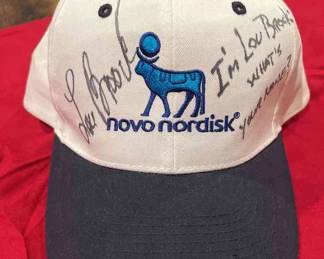 Lou Brock
I'm Lou Brock
what's
your name?
novo nordisk®